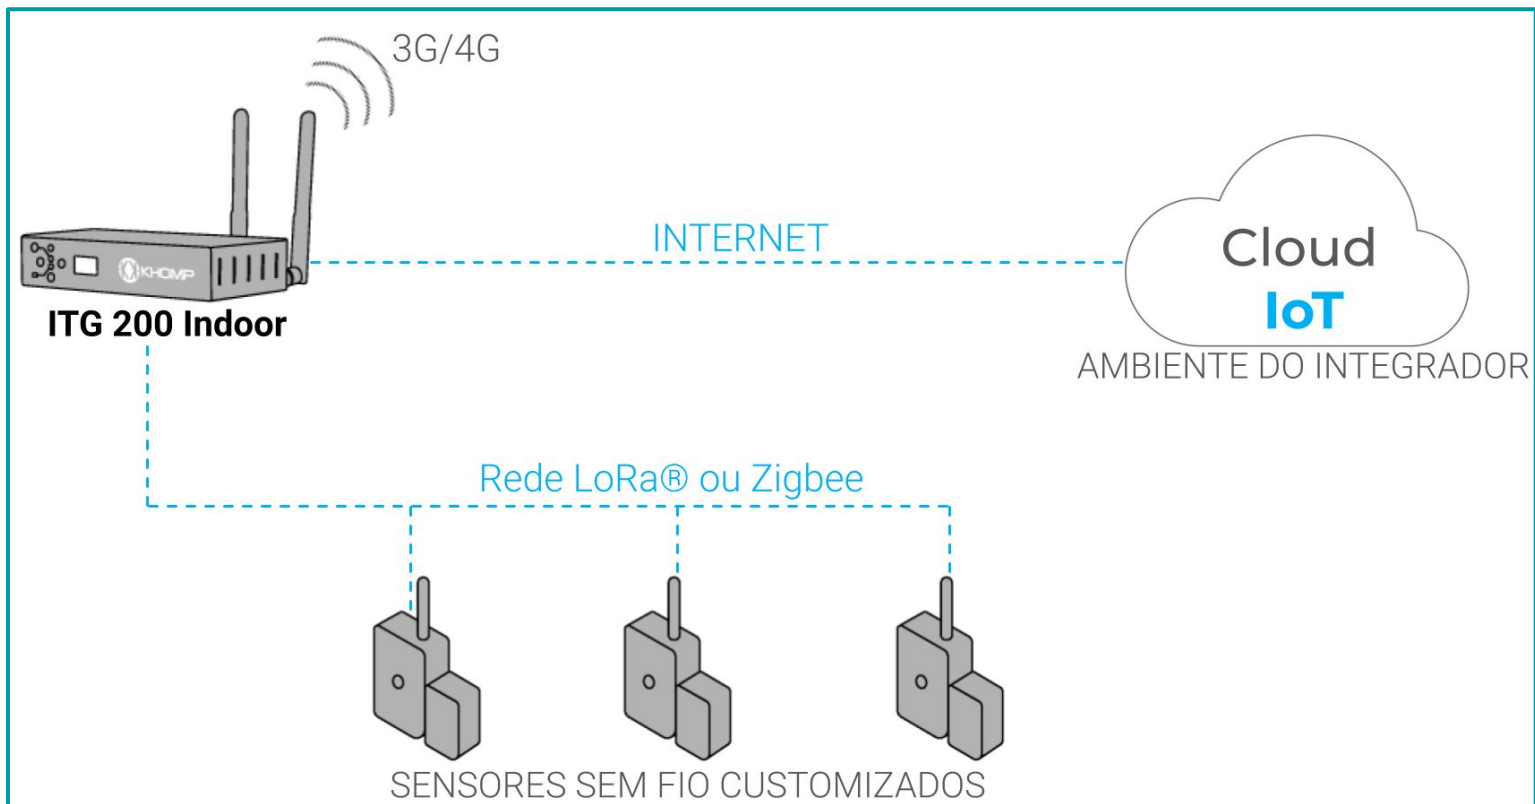 3G/4G
INTERNET
Cloud
IoT
KHOMP
ITG 200 Indoor
AMBIENTE DO INTEGRADOR
Rede LoRa® ou Zigbee
SENSORES SEM FIO CUSTOMIZADOS